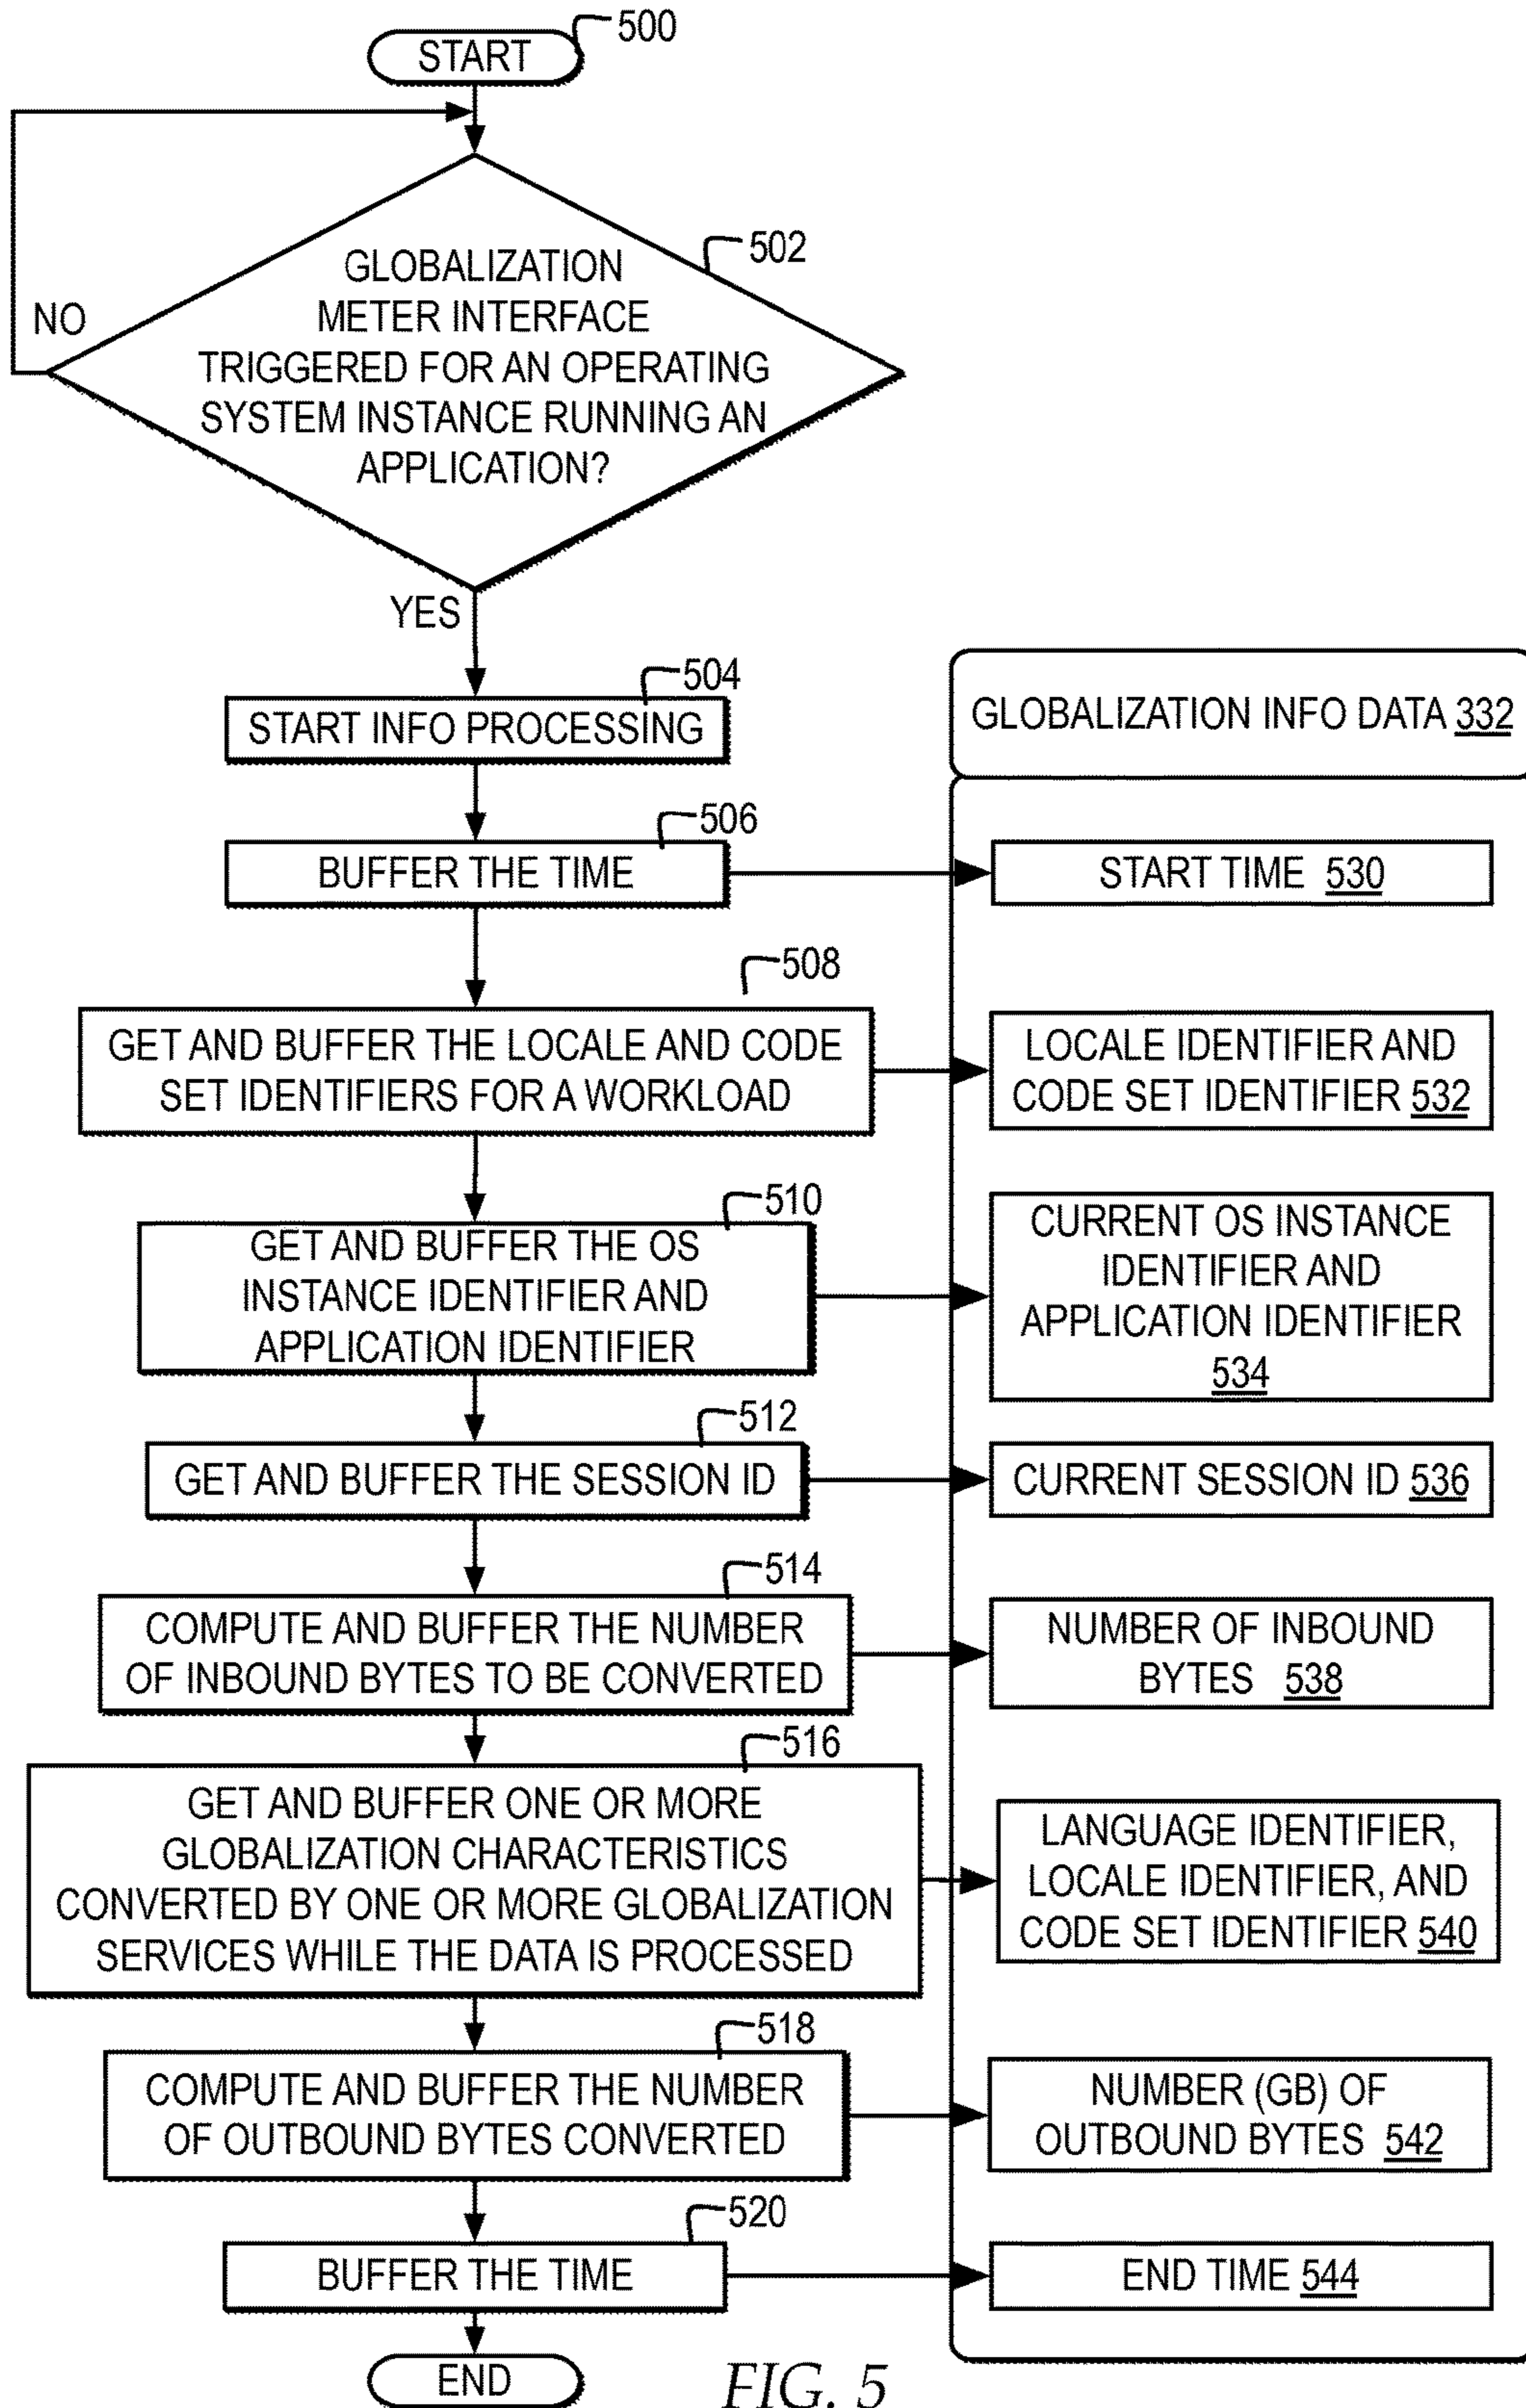 START
500
GLOBALIZATION
METER INTERFACE
TRIGGERED FOR AN OPERATING
SYSTEM INSTANCE RUNNING AN
APPLICATION?
502
NO
YES
START INFO PROCESSING
504
GLOBALIZATION INFO DATA 332
BUFFER THE TIME
506
START TIME 530
GET AND BUFFER THE LOCALE AND CODE
SET IDENTIFIERS FOR A WORKLOAD
508
LOCALE IDENTIFIER AND
CODE SET IDENTIFIER 532
GET AND BUFFER THE OS
INSTANCE IDENTIFIER AND
APPLICATION IDENTIFIER
510
CURRENT OS INSTANCE
IDENTIFIER AND
APPLICATION IDENTIFIER
534
GET AND BUFFER THE SESSION ID
512
CURRENT SESSION ID 536
COMPUTE AND BUFFER THE NUMBER
OF INBOUND BYTES TO BE CONVERTED
514
NUMBER OF INBOUND
BYTES 538
GET AND BUFFER ONE OR MORE
GLOBALIZATION CHARACTERISTICS
CONVERTED BY ONE OR MORE GLOBALIZATION
SERVICES WHILE THE DATA IS PROCESSED
516
LANGUAGE IDENTIFIER,
LOCALE IDENTIFIER, AND
CODE SET IDENTIFIER 540
COMPUTE AND BUFFER THE NUMBER
OF OUTBOUND BYTES CONVERTED
518
NUMBER (GB) OF
OUTBOUND BYTES 542
BUFFER THE TIME
520
END TIME 544
END
FIG. 5